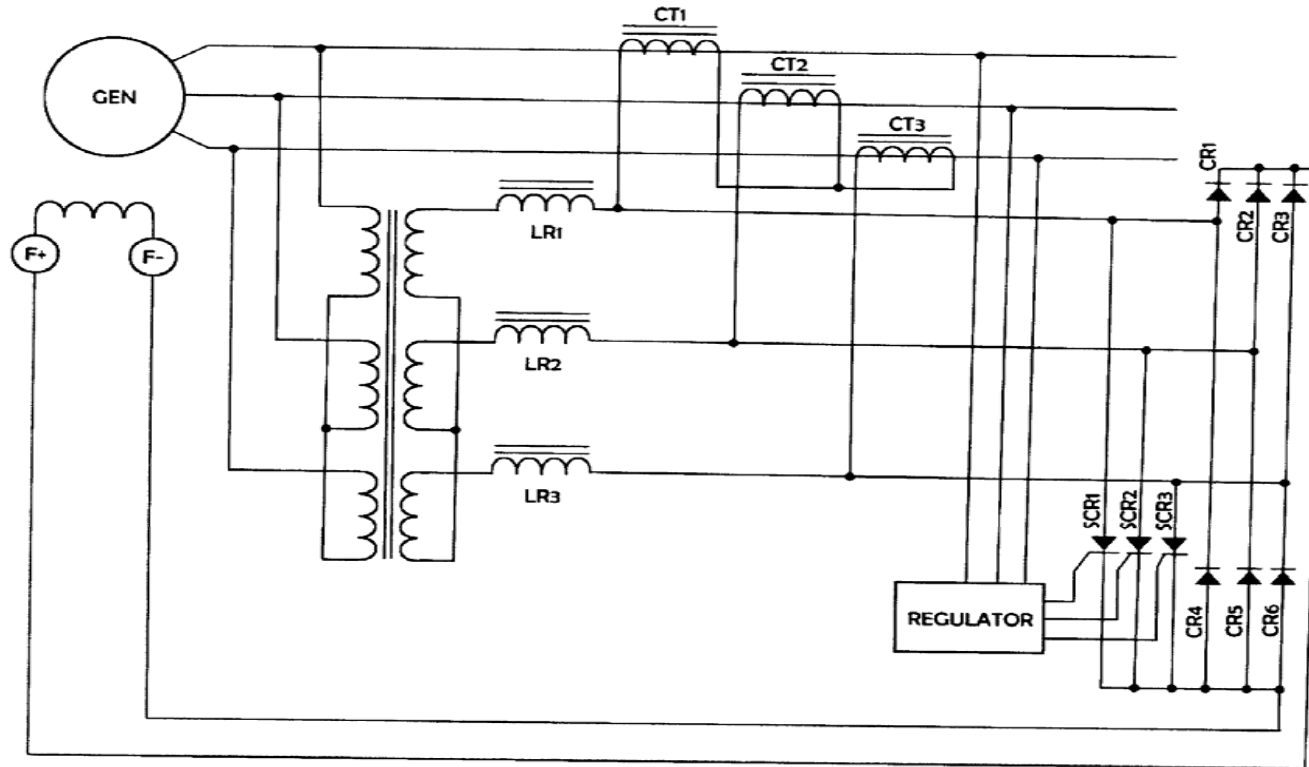 CT1
CT2
GEN
CT3
CR1
CR2
CR3
LR1
F+
F-
LR2
LR3
SCR1
SCR2
SCR3
REGULATOR
CR4
CR5
CR6